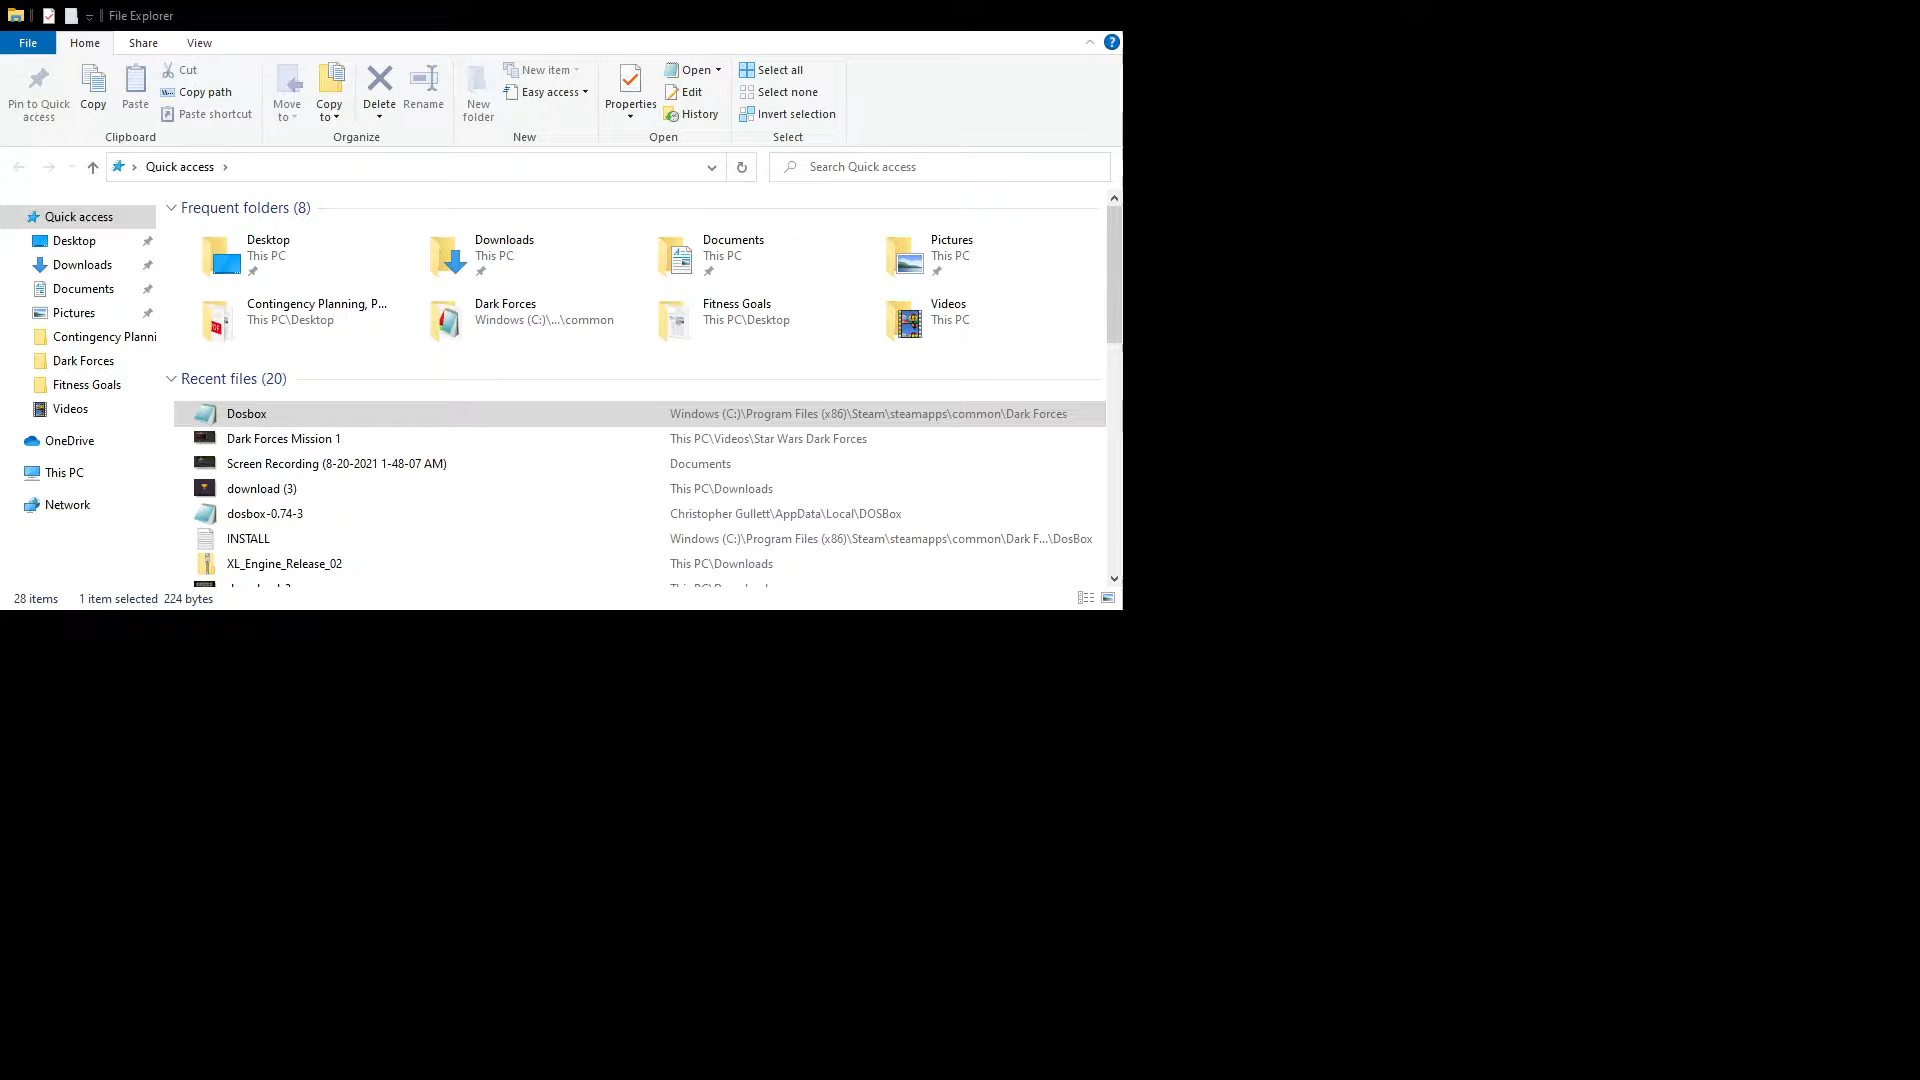 File Explorer
File Home Share View
Pin to Quick access
Copy
Paste
Cut
Copy path
Paste shortcut
Clipboard
Move to
Copy to
Delete
Rename
Organize
New folder
New item
Easy access
New
Properties
Open
Edit
History
Open
Select all
Select none
Invert selection
Select
Quick access
Search Quick access
Quick access
Desktop
Downloads
Documents
Pictures
Contingency Planni
Dark Forces
Fitness Goals
Videos
OneDrive
This PC
Network
Frequent folders (8)
Desktop
This PC
Downloads
This PC
Documents
This PC
Pictures
This PC
Contingency Planning, P...
This PC\Desktop
Dark Forces
Windows (C:)\...\common
Fitness Goals
This PC\Desktop
Videos
This PC
Recent files (20)
Dosbox Windows (C:)\Program Files (x86)\Steam\steamapps\common\Dark Forces
Dark Forces Mission 1 This PC\Videos\Star Wars Dark Forces
Screen Recording (8-20-2021 1-48-07 AM) Documents
download (3) This PC\Downloads
dosbox-0.74-3 Christopher Gullett\AppData\Local\DOSBox
INSTALL Windows (C:)\Program Files (x86)\Steam\steamapps\common\Dark F...\DosBox
XL_Engine_Release_02 This PC\Downloads
28 items 1 item selected 224 bytes